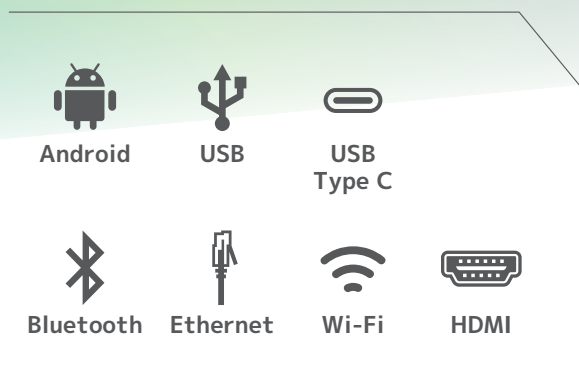 Android
USB
USB
Type C
Bluetooth
Ethernet
Wi-Fi
HDMI